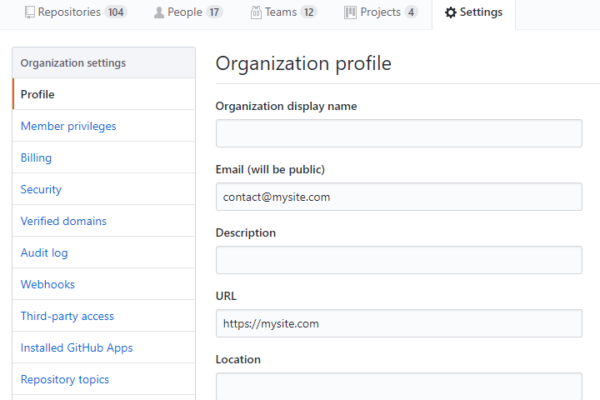 Repositories 104 People 17 Teams 12 Projects 4 Settings
Organization settings
Profile
Member privileges
Billing
Security
Verified domains
Audit log
Webhooks
Third-party access
Installed GitHub Apps
Repository topics
Organization profile
Organization display name
Email (will be public)
contact@mysite.com
Description
URL
https://mysite.com
Location